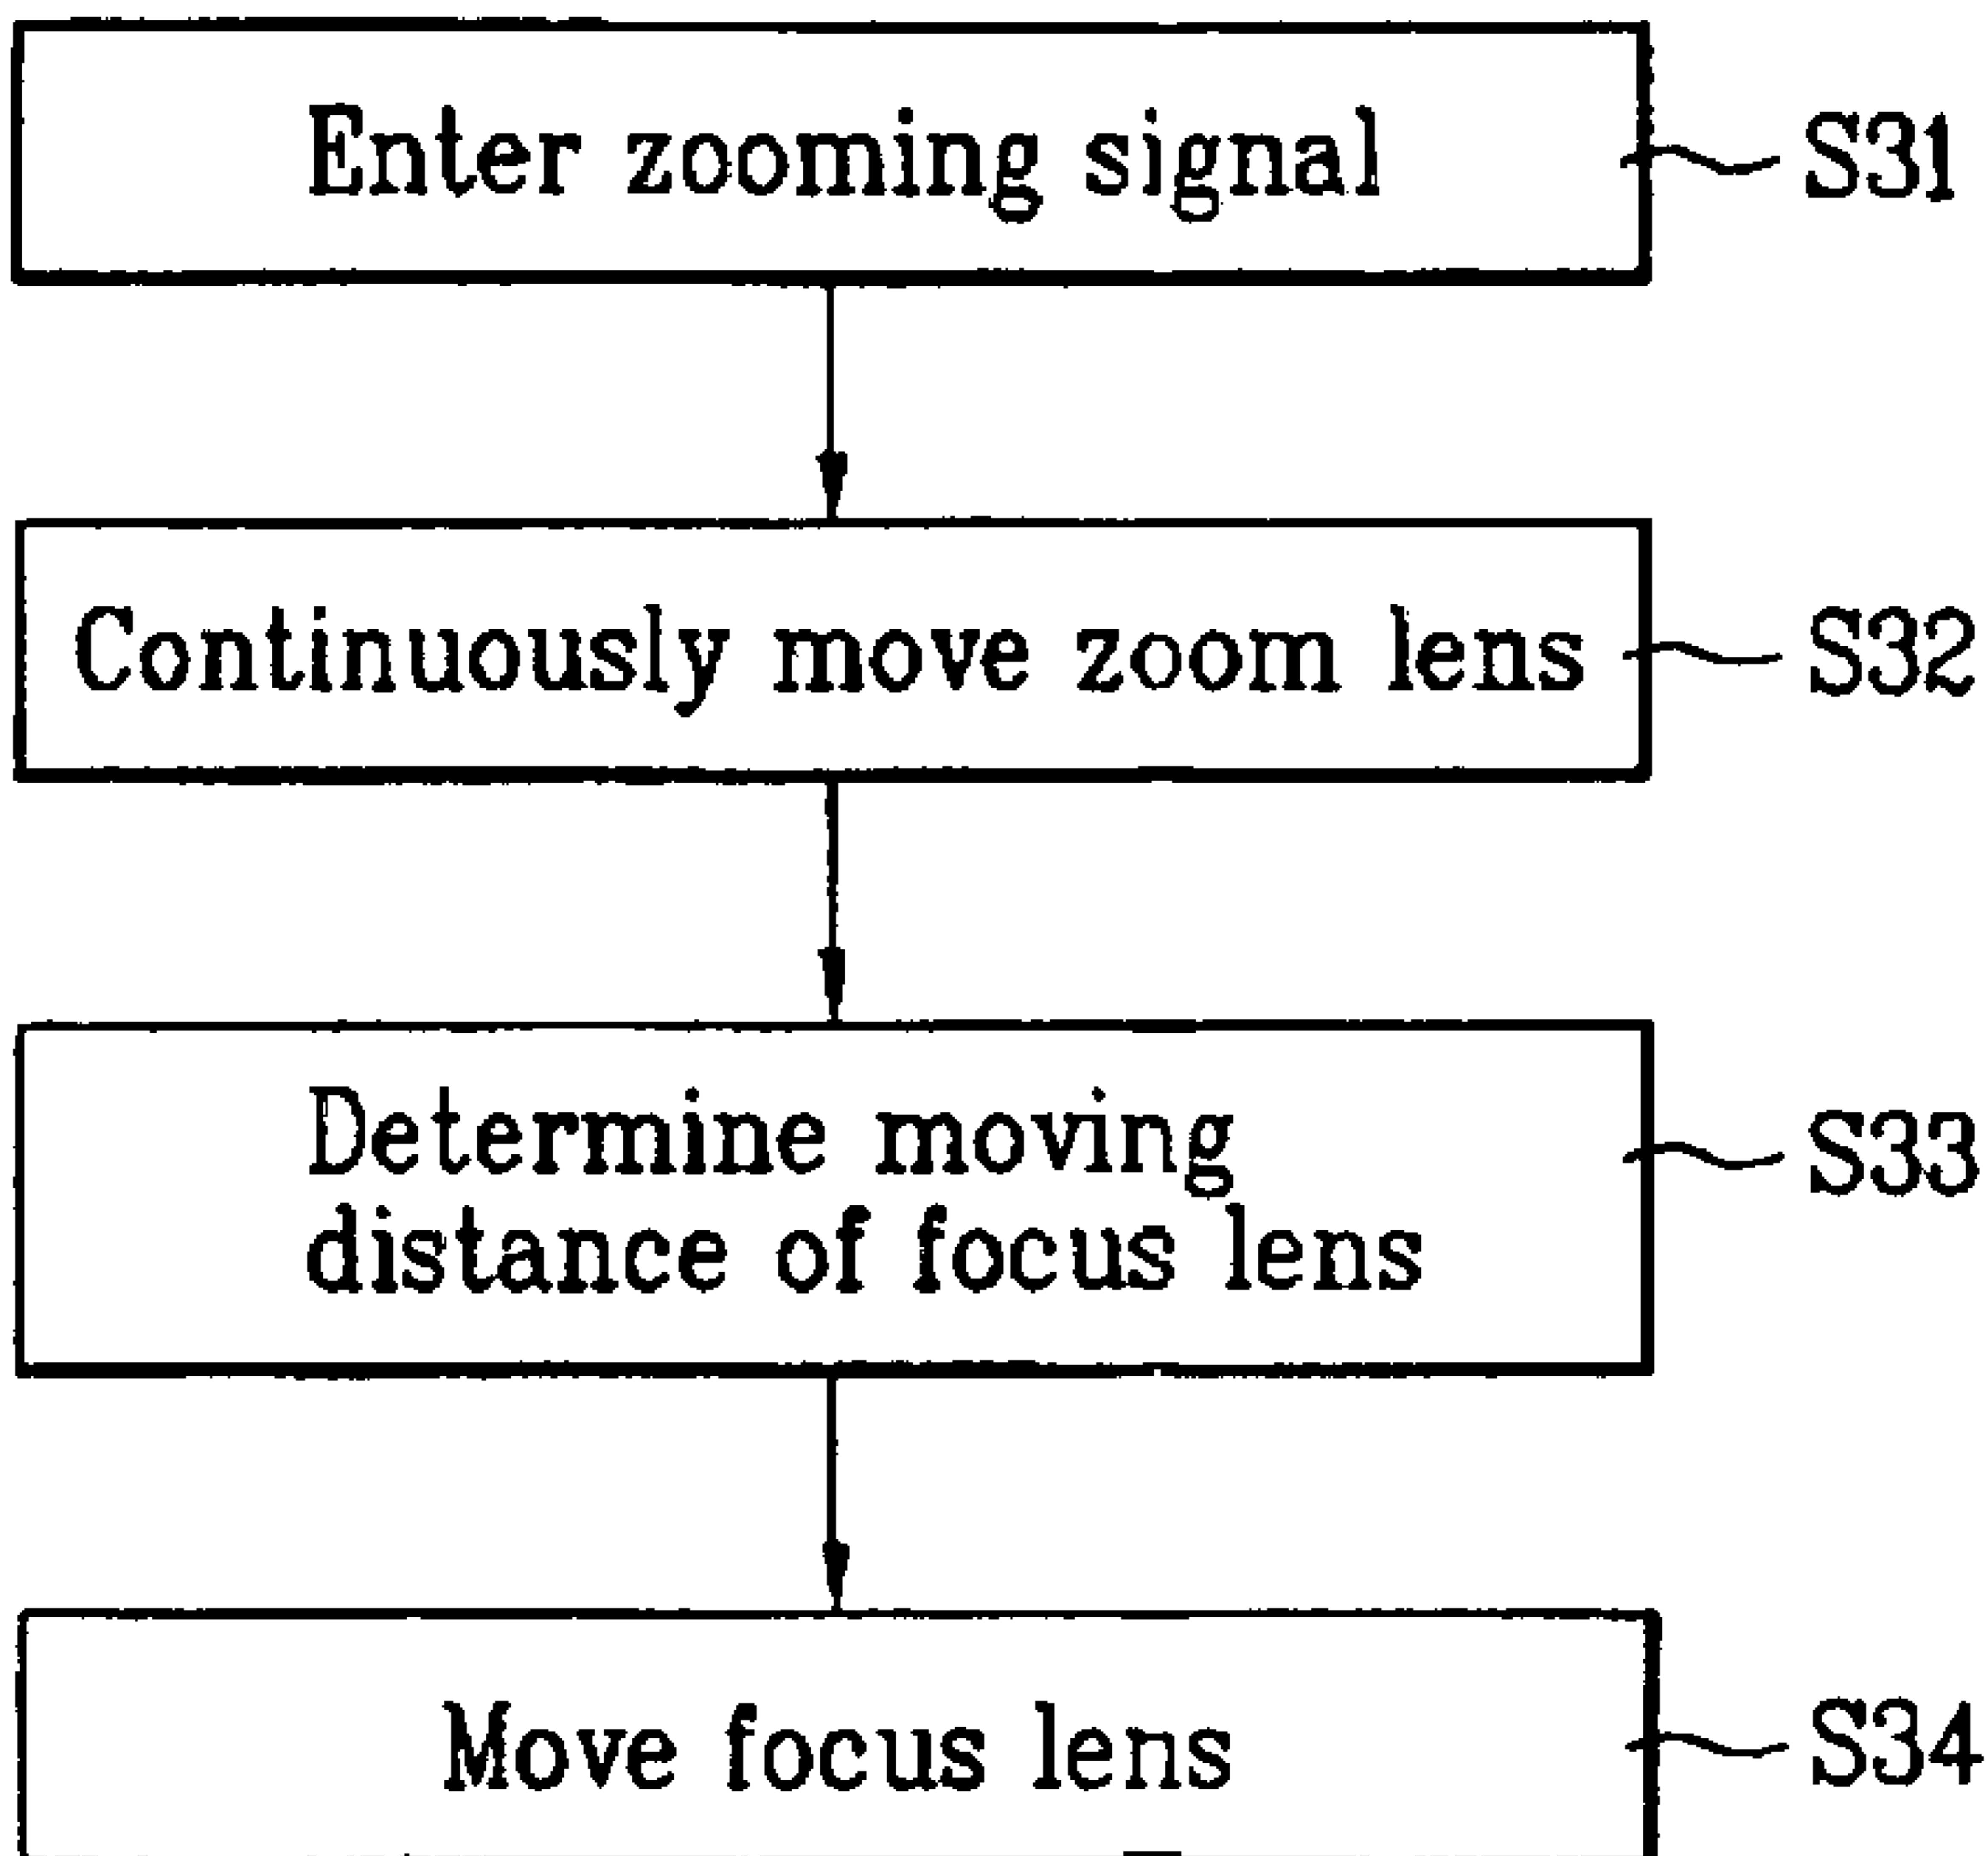 Enter zooming signal
S31
Continuously move zoom lens
S32
Determine moving
distance of focus lens
S33
Move focus lens
S34